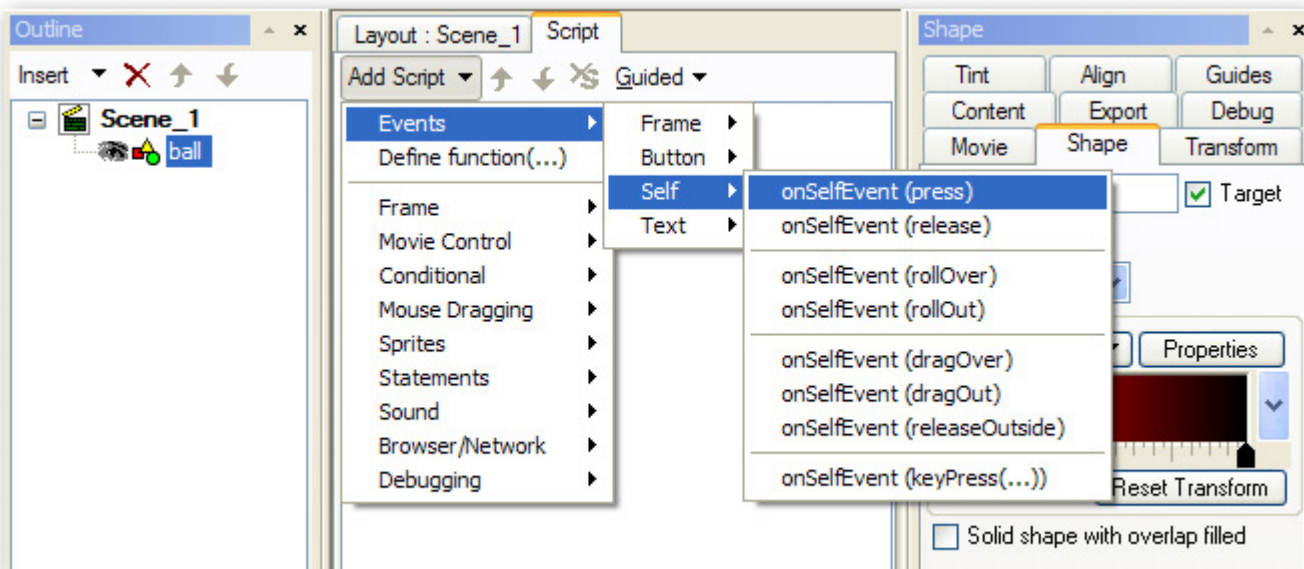 Outline
Insert
Scene_1
ball
Layout : Scene_1
Script
Add Script
Guided
Events
Define function(...)
Frame
Movie Control
Conditional
Mouse Dragging
Sprites
Statements
Sound
Browser/Network
Debugging
Frame
Button
Self
Text
onSelfEvent (press)
onSelfEvent (release)
onSelfEvent (rollOver)
onSelfEvent (rollOut)
onSelfEvent (dragOver)
onSelfEvent (dragOut)
onSelfEvent (releaseOutside)
onSelfEvent (keyPress(...))
Shape
Tint Align Guides
Content Export Debug
Movie Shape Transform
Target
Properties
Reset Transform
Solid shape with overlap filled